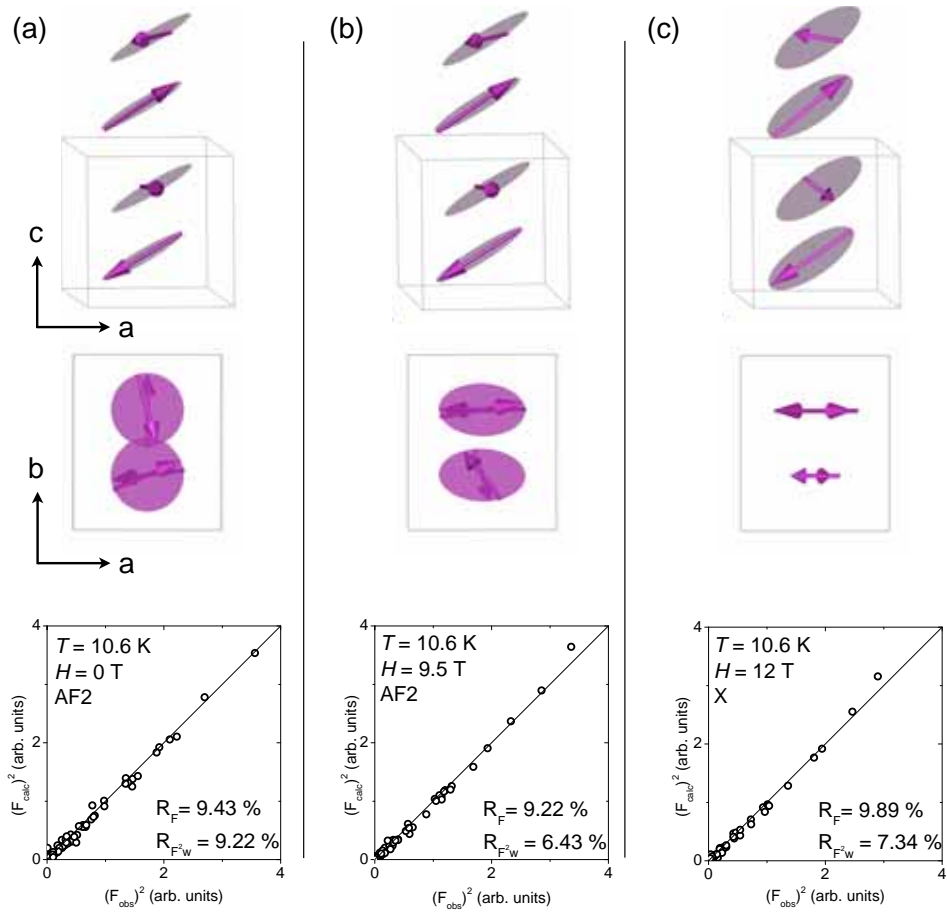 (a)
c
a
b
a
4
2
0
0
2
4
(F_calc)² (arb. units)
T = 10.6 K
H = 0 T
AF2
R_F = 9.43 %
R_F²w = 9.22 %
(F_obs)² (arb. units)
(b)
4
2
0
0
2
4
(F_calc)² (arb. units)
T = 10.6 K
H = 9.5 T
AF2
R_F = 9.22 %
R_F²w = 6.43 %
(F_obs)² (arb. units)
(c)
4
2
0
0
2
4
(F_calc)² (arb. units)
T = 10.6 K
H = 12 T
X
R_F = 9.89 %
R_F²w = 7.34 %
(F_obs)² (arb. units)